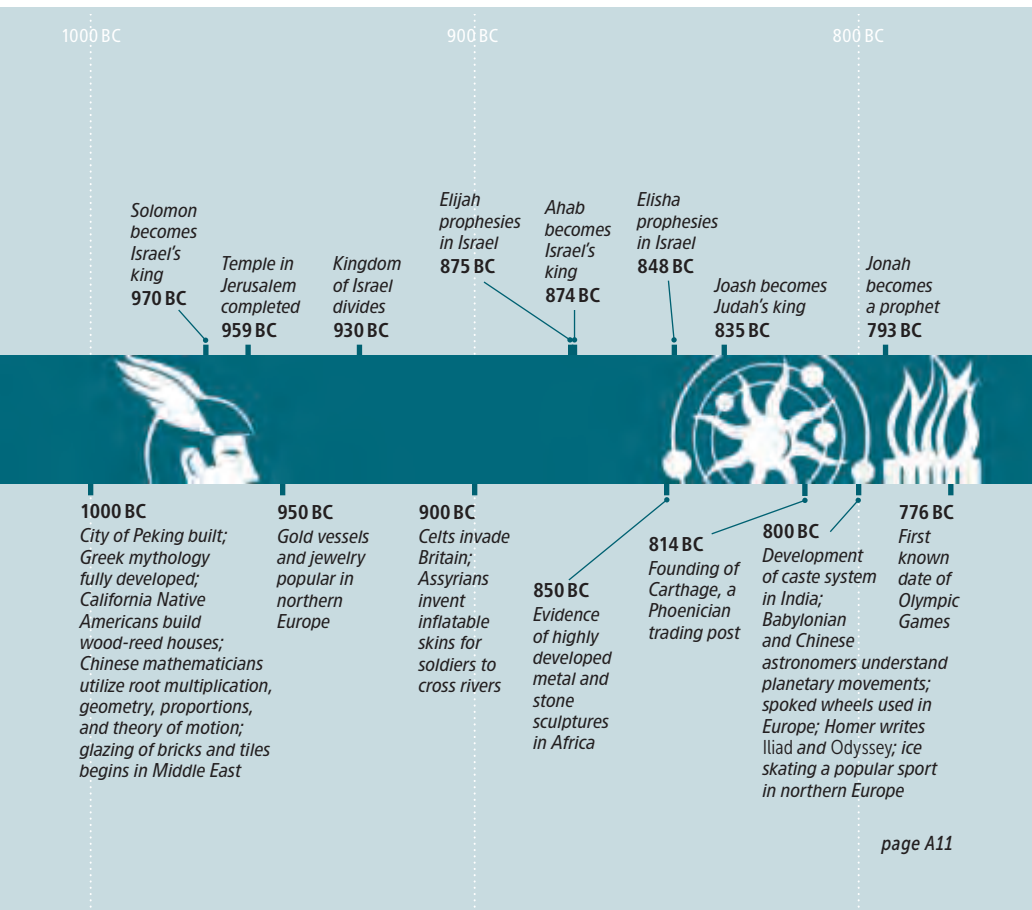 1000 BC
900 BC
800 BC
Solomon
becomes
Israel's
king
970 BC
Temple in
Jerusalem
completed
959 BC
Kingdom
of Israel
divides
930 BC
Elijah
prophesies
in Israel
875 BC
Ahab
becomes
Israel's
king
874 BC
Elisha
prophesies
in Israel
848 BC
Joash becomes
Judah's king
835 BC
Jonah
becomes
a prophet
793 BC
1000 BC
City of Peking built;
Greek mythology
fully developed;
California Native
Americans build
wood-reed houses;
Chinese mathematicians
utilize root multiplication,
geometry, proportions,
and theory of motion;
glazing of bricks and tiles
begins in Middle East
950 BC
Gold vessels
and jewelry
popular in
northern
Europe
900 BC
Celts invade
Britain;
Assyrians
invent
inflatable
skins for
soldiers to
cross rivers
850 BC
Evidence
of highly
developed
metal and
stone
sculptures
in Africa
814 BC
Founding of
Carthage, a
Phoenician
trading post
800 BC
Development
of caste system
in India;
Babylonian
and Chinese
astronomers understand
planetary movements;
spoked wheels used in
Europe; Homer writes
Iliad and Odyssey; ice
skating a popular sport
in northern Europe
776 BC
First
known
date of
Olympic
Games
page A11